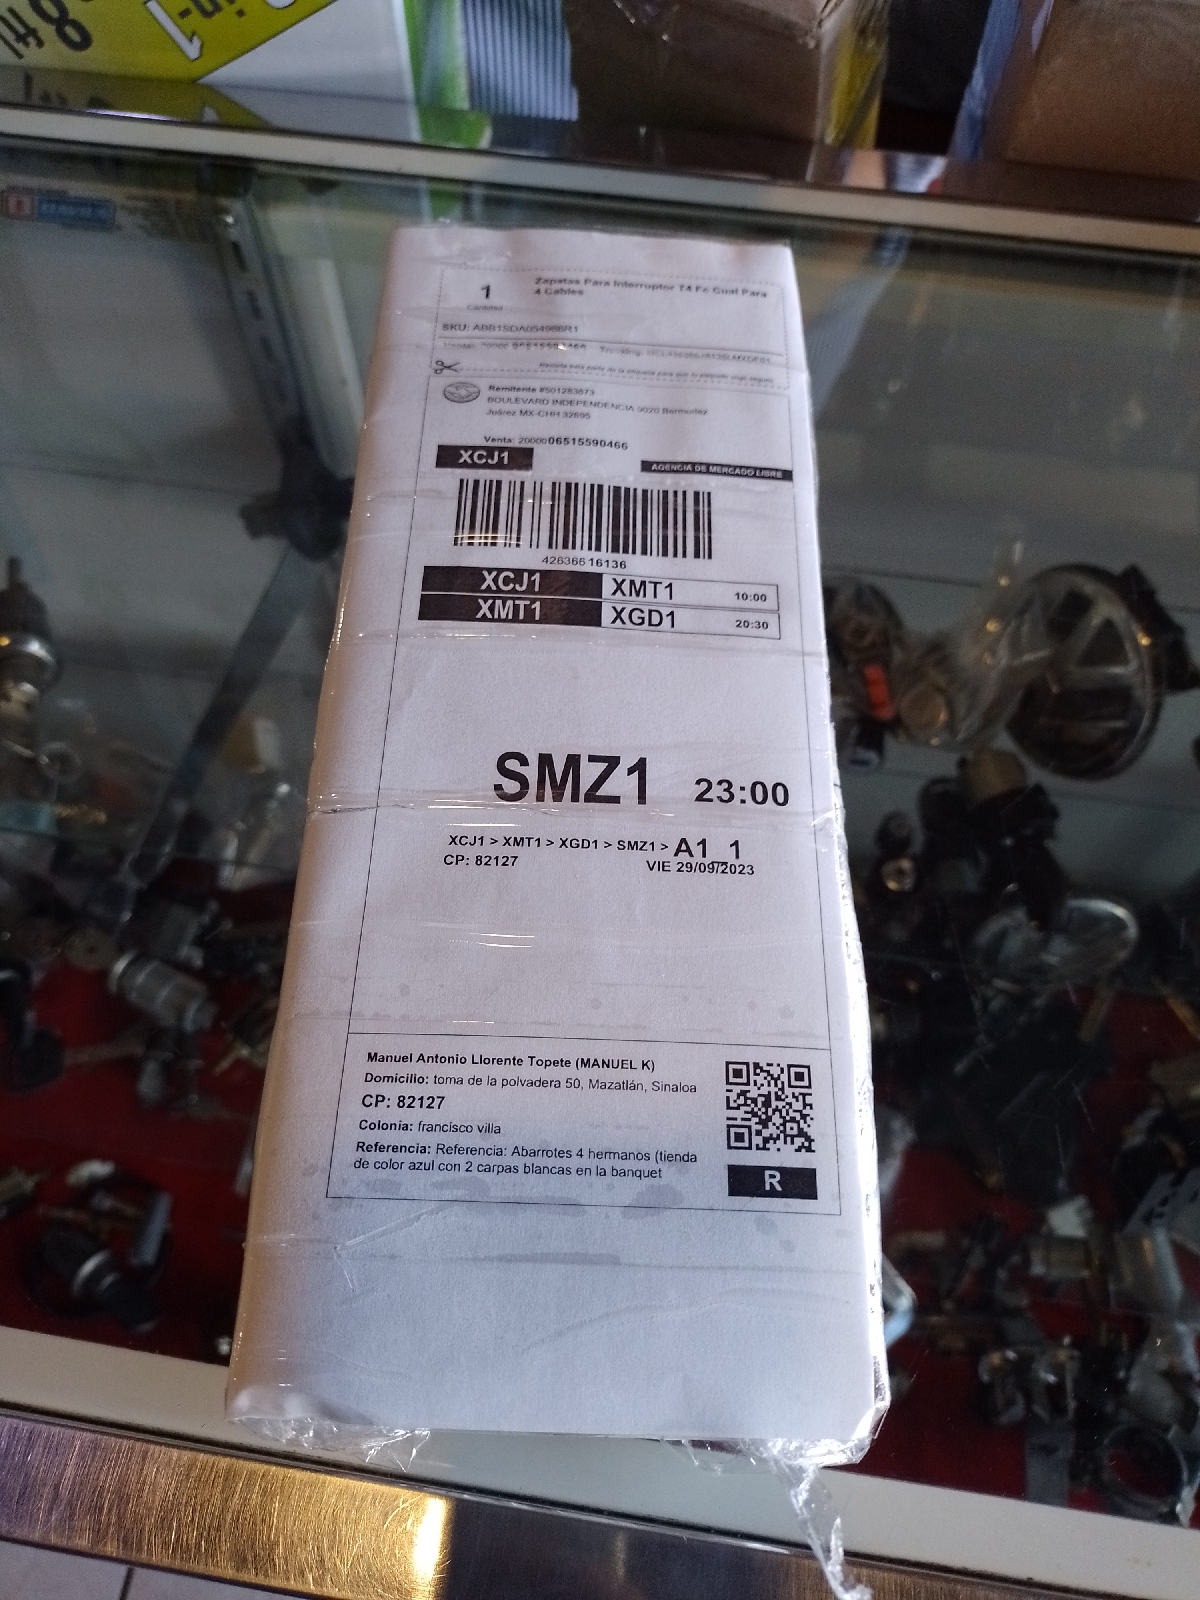 1
Cantidad
Zapatas Para Interruptor T4 Fc Cual Para
4 Cables
SKU:
Remitente #501283873
BOULEVARD INDEPENDENCIA 9020 Bermudez
Juárez MX-CHH 32695
Venta: 2000006515590466
XCJ1
AGENCIA DE MERCADO LIBRE
42636616136
XCJ1 XMT1 10:00
XMT1 XGD1 20:30
SMZ1 23:00
XCJ1 > XMT1 > XGD1 > SMZ1 > A1_1
CP: 82127 VIE 29/09/2023
Manuel Antonio Llorente Topete (MANUEL K)
Domicilio: toma de la polvadera 50, Mazatlán, Sinaloa
CP: 82127
Colonia: francisco villa
Referencia: Referencia: Abarrotes 4 hermanos (tienda
de color azul con 2 carpas blancas en la banquet
R